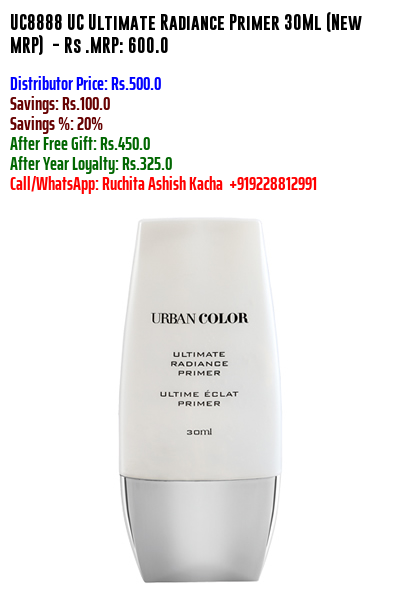 UC8888 UC Ultimate Radiance Primer 30Ml (New
MRP)  - Rs .MRP: 600.0
Distributor Price: Rs.500.0
Savings: Rs.100.0
Savings %: 20%
After Free Gift: Rs.450.0
After Year Loyalty: Rs.325.0
Call/WhatsApp: Ruchita Ashish Kacha  +919228812991
URBAN COLOR
ULTIMATE
RADIANCE
PRIMER
ULTIME ÉCLAT
PRIMER
30ml